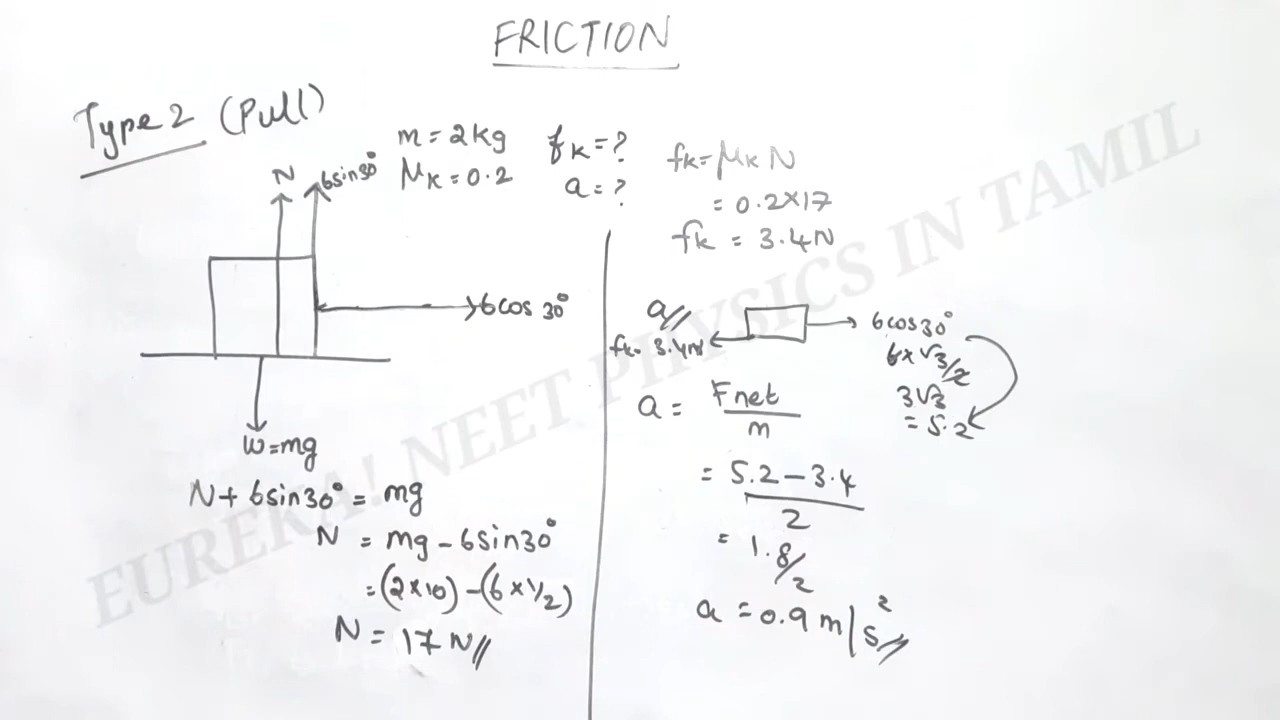 FRICTION
Type 2 (Pull)
m = 2kg
μK = 0.2
fK = ?
a = ?
N
6sin30°
6cos 30°
W=mg
N + 6sin30° = mg
N = mg - 6sin30°
= (2×10) - (6 × 1/2)
N = 17 N//
fK = μK N
= 0.2×17
fk = 3.4N
a//
fk= 3.4N
6cos30°
6×√3/2
3√3
= 5.2
a = Fnet/m
= 5.2 - 3.4/2
= 1.8/2
a = 0.9 m/s²//
EUREKA! NEET PHYSICS IN TAMIL